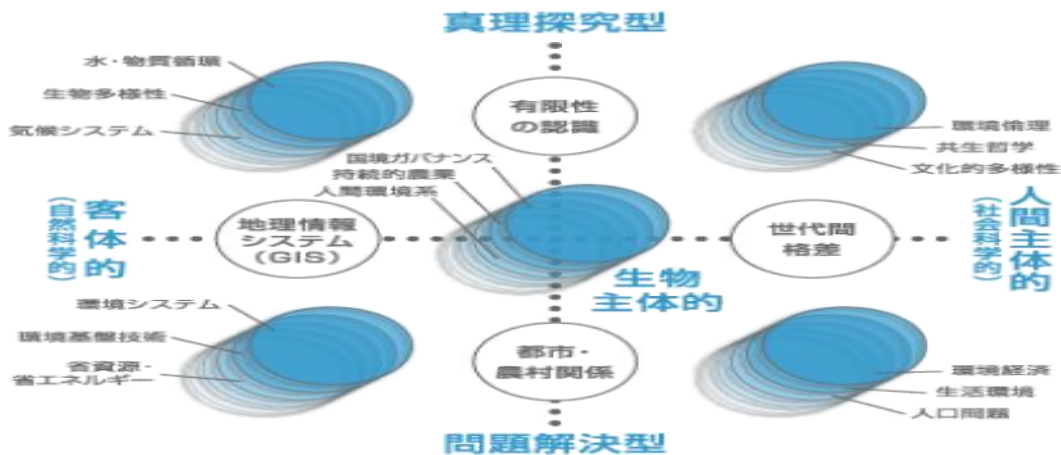 真理探究型
水・物質循環
生物多様性
気候システム
有限性
の認識
環境倫理
共生哲学
文化的多様性
国境ガバナンス
持続的農業
人間環境系
客体的
(自然科学的)
地理情報
システム
(GIS)
世代間
格差
人間主体的
(社会科学的)
生物
主体的
環境システム
環境基盤技術
省資源・
省エネルギー
都市・
農村関係
環境経済
生活環境
人口問題
問題解決型